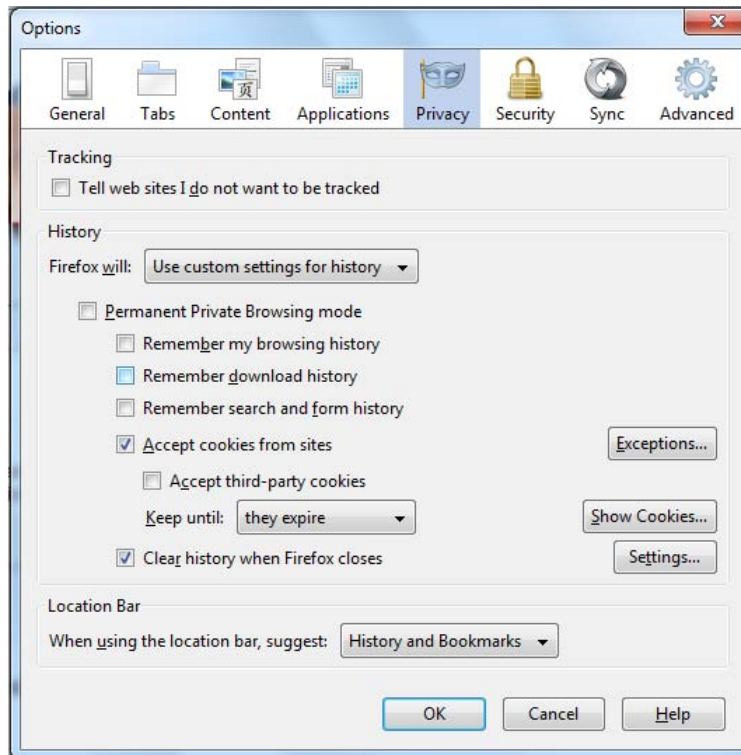 Options
General Tabs Content Applications Privacy Security Sync Advanced
Tracking
Tell web sites I do not want to be tracked
History
Firefox will: Use custom settings for history
Permanent Private Browsing mode
Remember my browsing history
Remember download history
Remember search and form history
Accept cookies from sites Exceptions...
Accept third-party cookies
Keep until: they expire Show Cookies...
Clear history when Firefox closes Settings...
Location Bar
When using the location bar, suggest: History and Bookmarks
OK Cancel Help